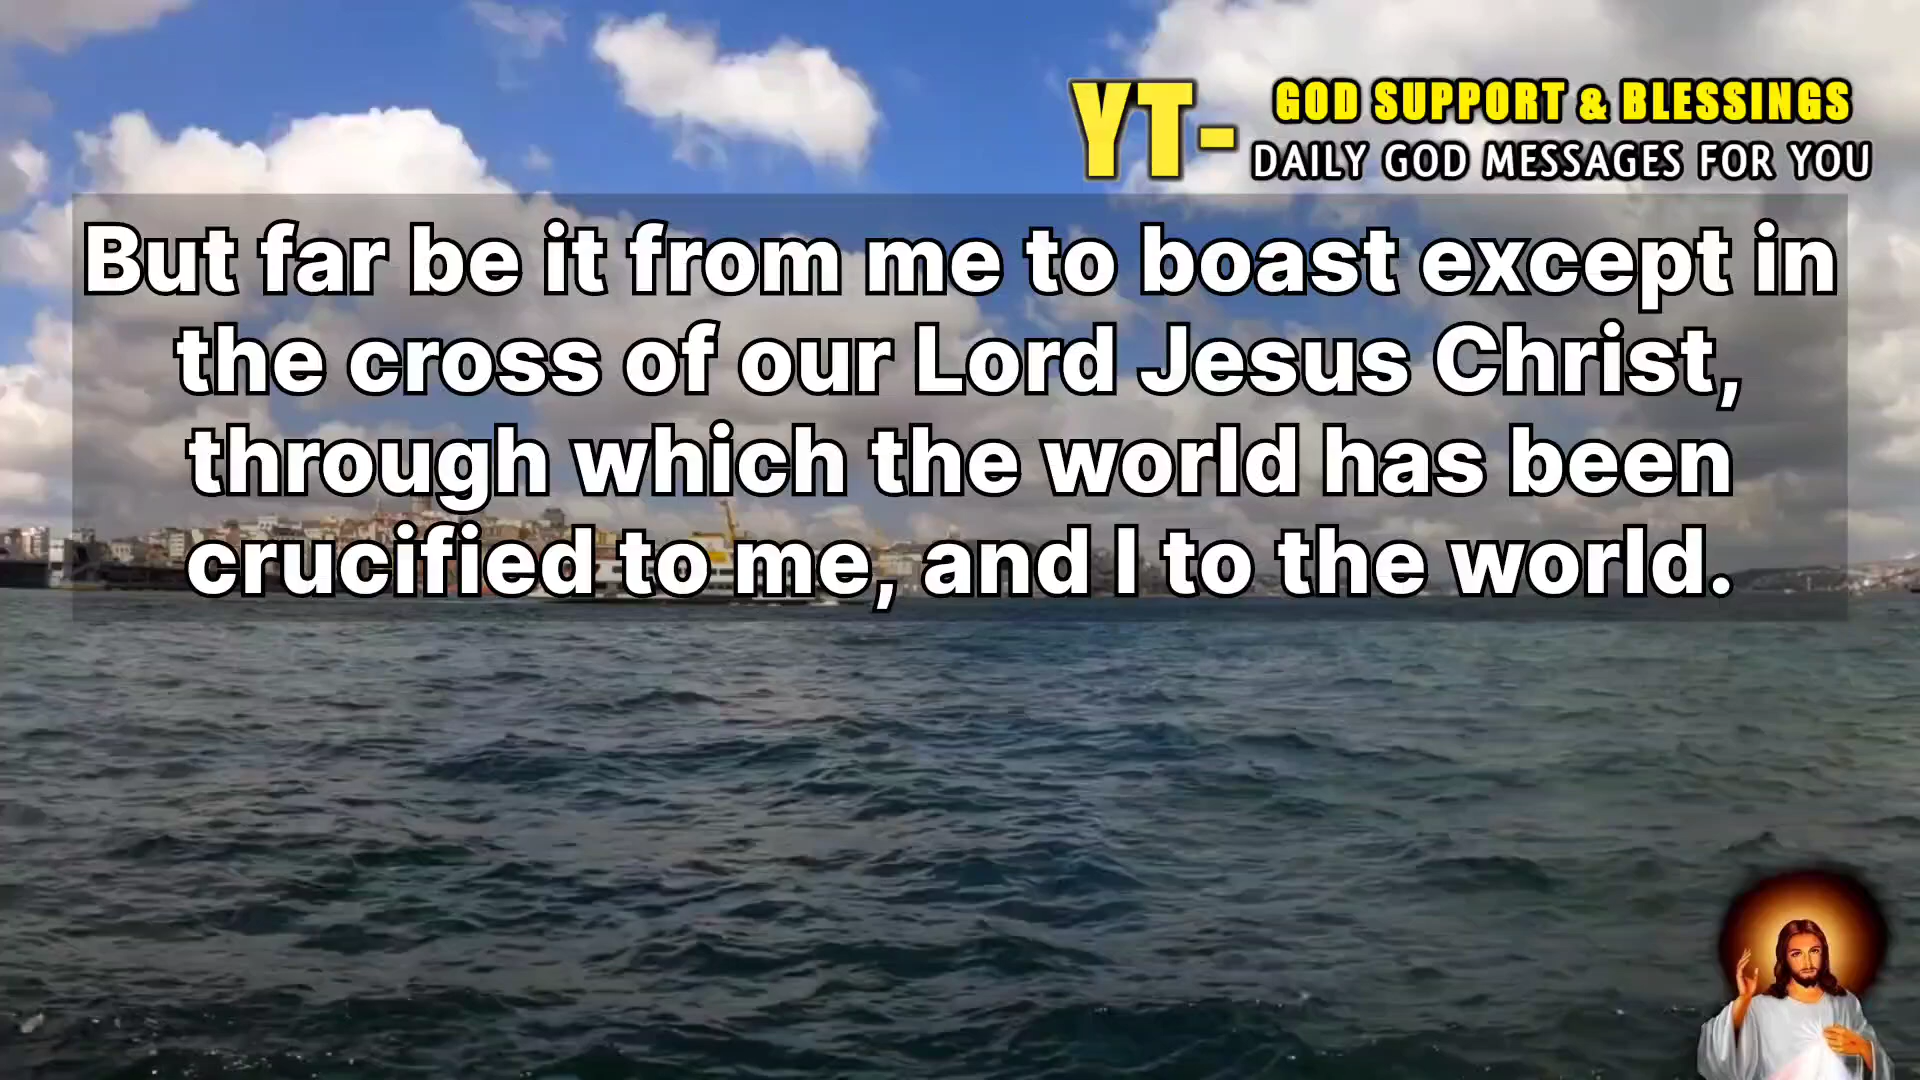 YT-
GOD SUPPORT & BLESSINGS
DAILY GOD MESSAGES FOR YOU
But far be it from me to boast except in
the cross of our Lord Jesus Christ,
through which the world has been
crucified to me, and I to the world.